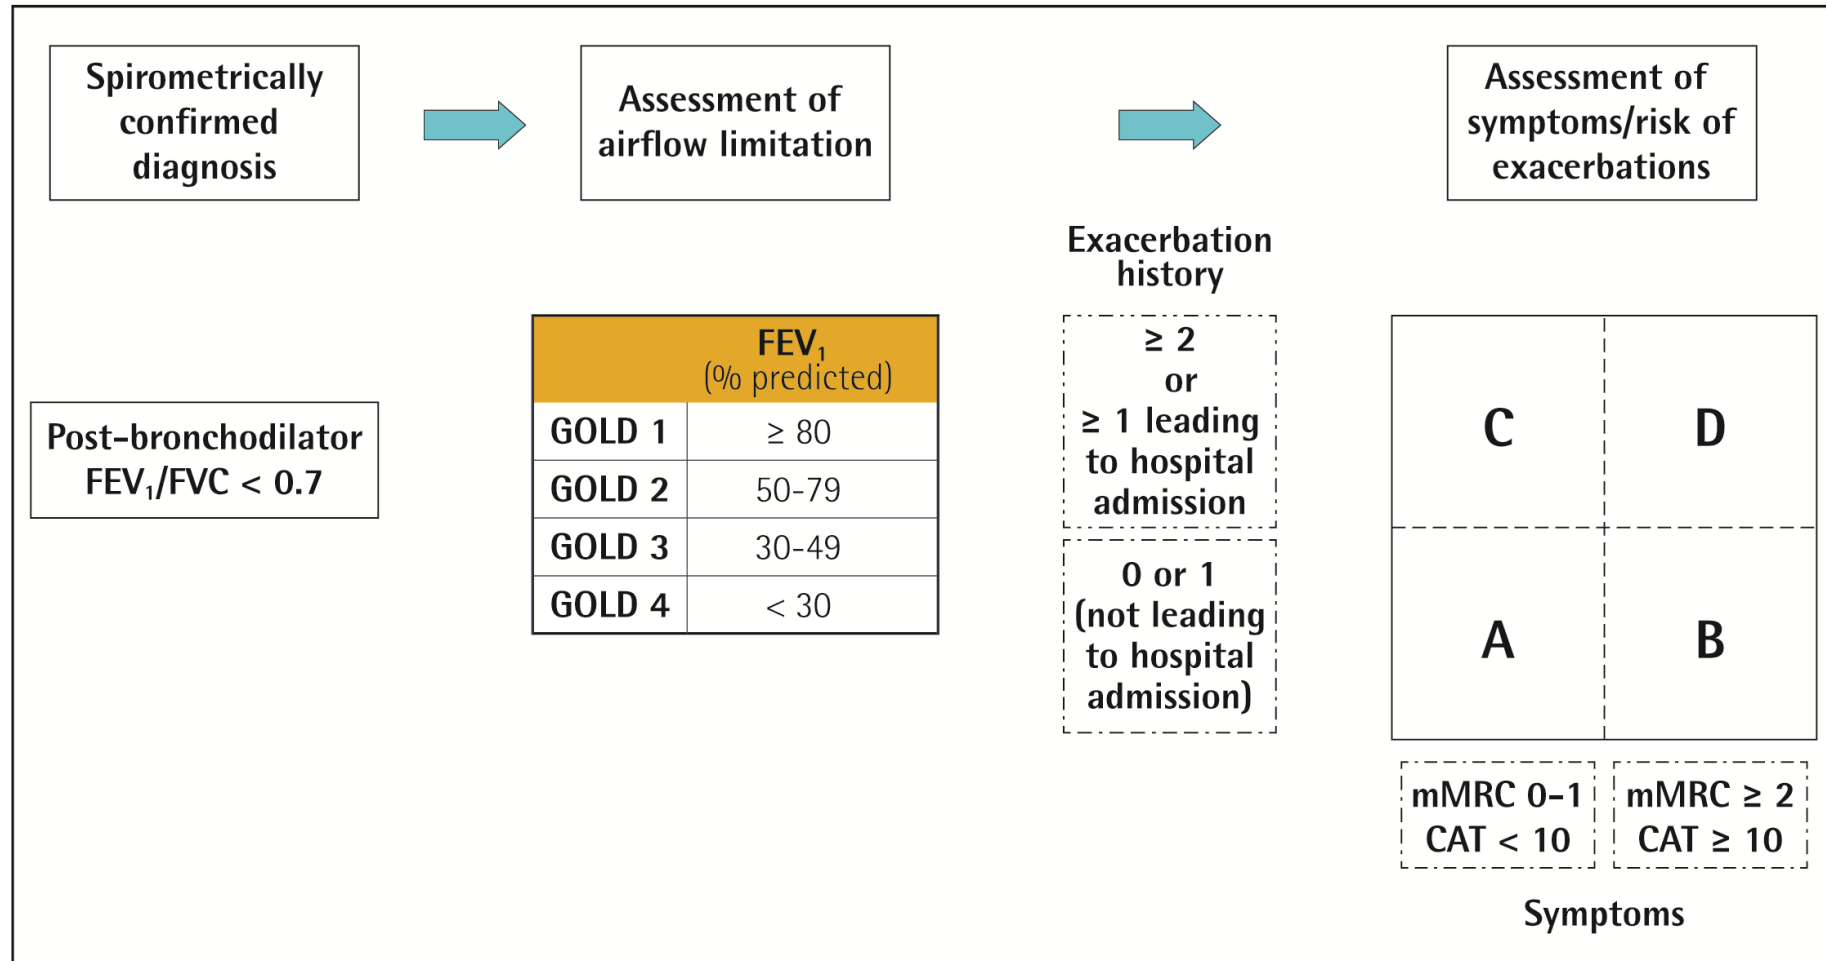 Spirometrically
confirmed
diagnosis
Assessment of
airflow limitation
Assessment of
symptoms/risk of
exacerbations
Post-bronchodilator
FEV₁/FVC < 0.7
FEV₁
(% predicted)
GOLD 1 ≥ 80
GOLD 2 50-79
GOLD 3 30-49
GOLD 4 < 30
Exacerbation
history
≥ 2
or
≥ 1 leading
to hospital
admission
0 or 1
(not leading
to hospital
admission)
C D
A B
mMRC 0-1
CAT < 10
mMRC ≥ 2
CAT ≥ 10
Symptoms